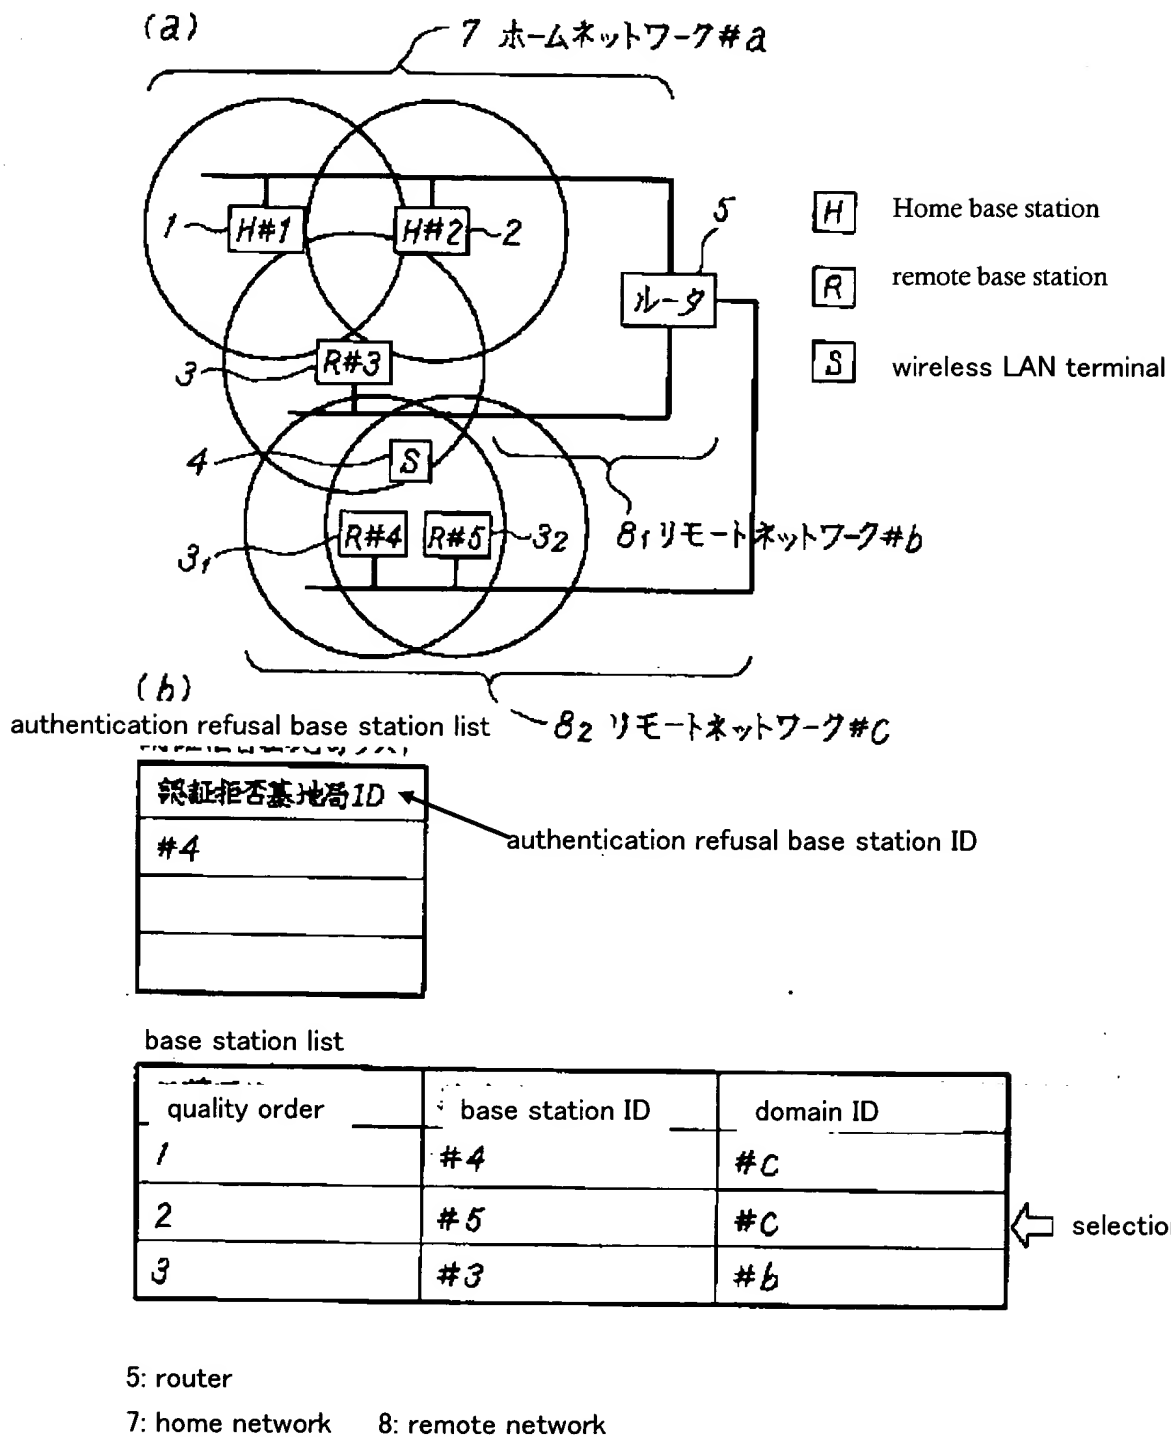 (a)
7 ホームネットワーク#a
1
H#1
H#2
2
5
ルータ
H Home base station
R remote base station
S wireless LAN terminal
3
R#3
4
S
8₁リモートネットワーク#b
3₁
R#4
R#5
3₂
8₂ リモートネットワーク#c
(b)
authentication refusal base station list
認証拒否基地局ID
authentication refusal base station ID
#4
base station list
quality order base station ID domain ID
1 #4 #c
2 #5 #c
selectio
3 #3 #b
5: router
7: home network 8: remote network